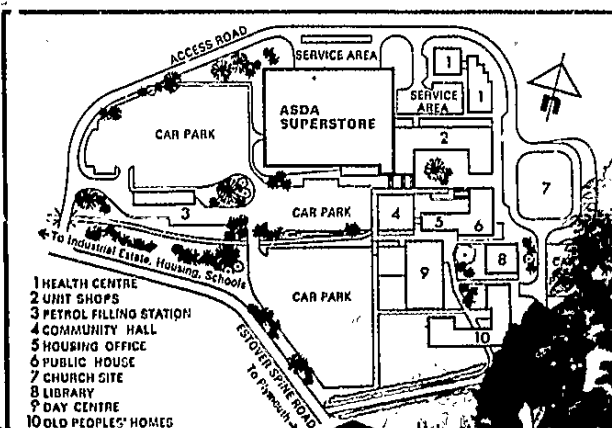 ACCESS ROAD
SERVICE AREA
1
SERVICE
AREA
1
ASDA
SUPERSTORE
CAR PARK
2
7
3
CAR PARK
4
5
6
To Industrial Estate, Housing, Schools
CAR PARK
9
8
CAR
10
ESTOVER SPINE ROAD
To Plymouth
1 HEALTH CENTRE
2 UNIT SHOPS
3 PETROL FILLING STATION
4 COMMUNITY HALL
5 HOUSING OFFICE
6 PUBLIC HOUSE
7 CHURCH SITE
8 LIBRARY
9 DAY CENTRE
10 OLD PEOPLES' HOMES